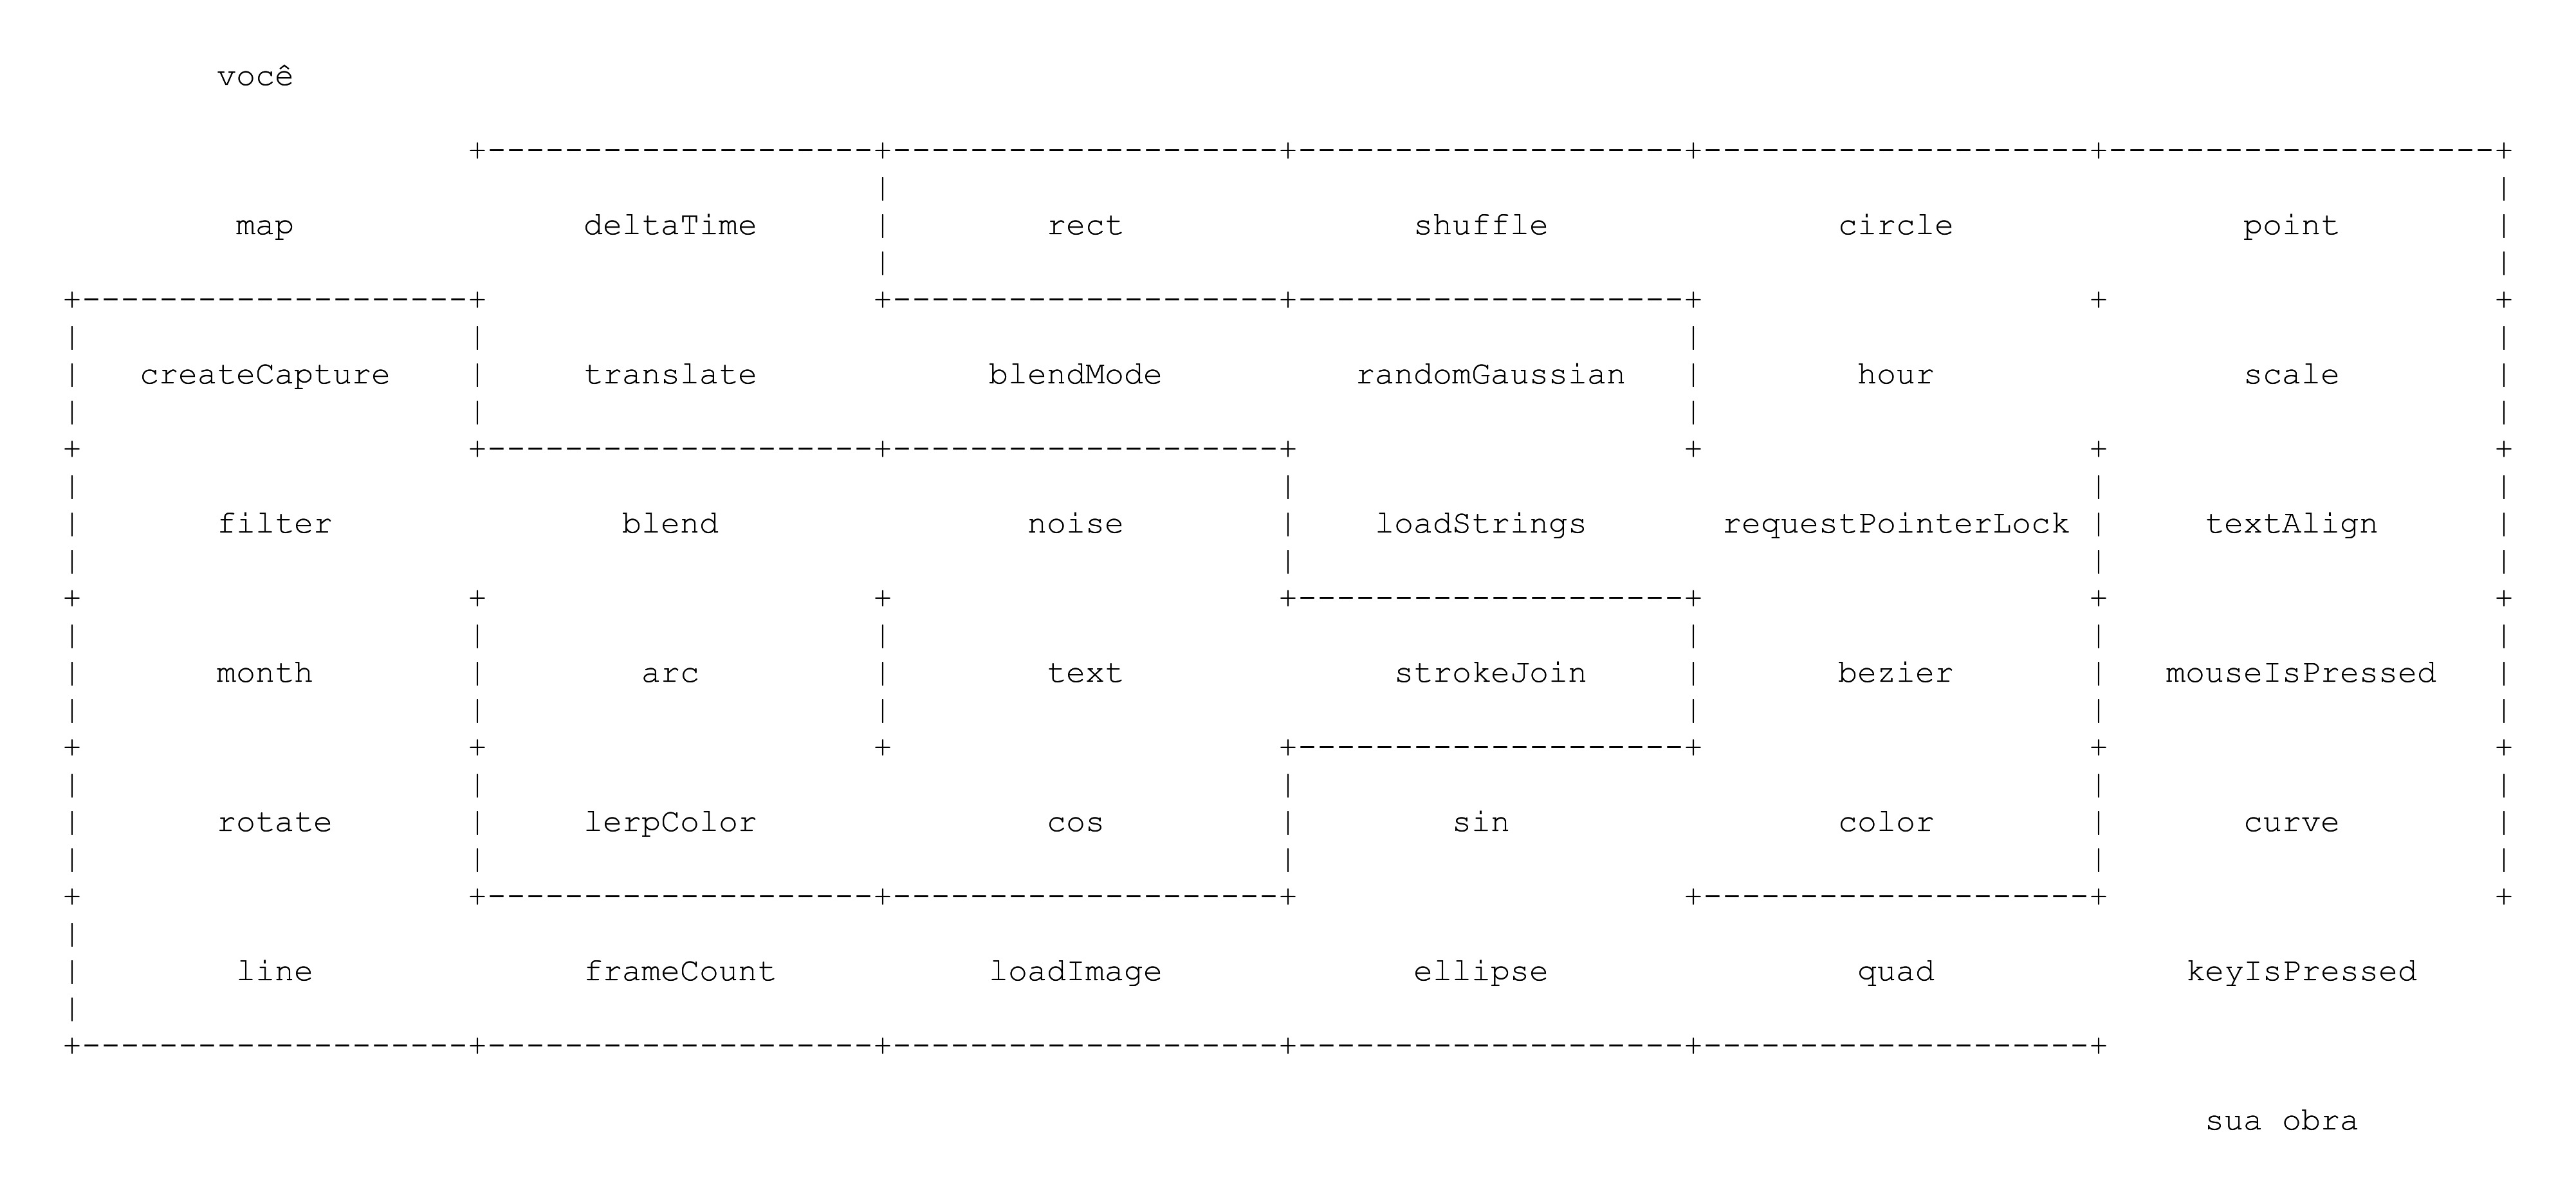 você
map deltaTime rect shuffle circle point
createCapture translate blendMode randomGaussian hour scale
filter blend noise loadStrings requestPointerLock textAlign
month arc text strokeJoin bezier mouseIsPressed
rotate lerpColor cos sin color curve
line frameCount loadImage ellipse quad keyIsPressed
sua obra